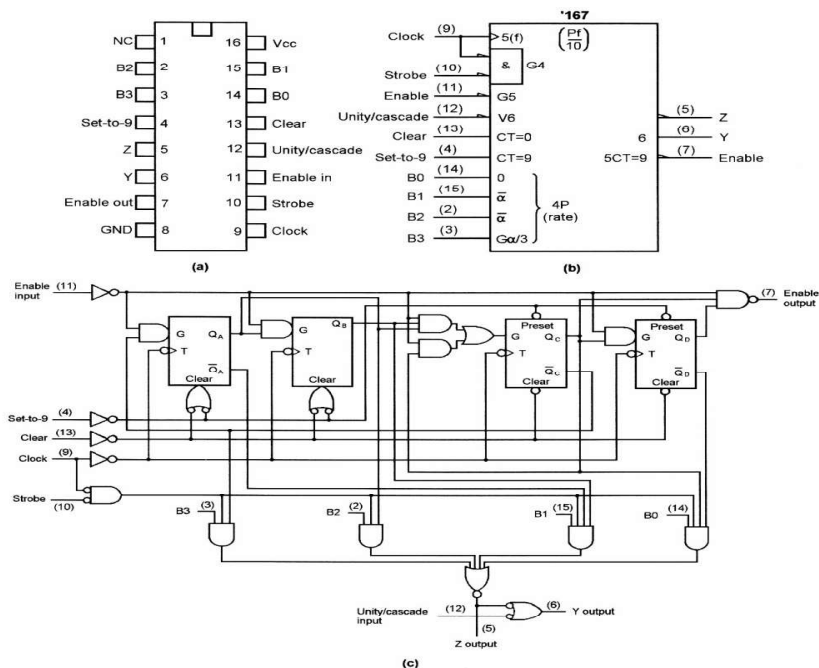 NC 1 16 Vcc
B2 2 15 B1
B3 3 14 B0
Set-to-9 4 13 Clear
Z 5 12 Unity/cascade
Y 6 11 Enable in
Enable out 7 10 Strobe
GND 8 9 Clock
(a)
'167
Clock (9) 5(f) (Pf/10)
& G4
Strobe (10)
Enable (11) G5
Unity/cascade (12) V6 (5) Z
Clear (13) CT=0 6 (6) Y
Set-to-9 (4) CT=9 5CT=9 (7) Enable
B0 (14) 0
B1 (15) α̅ 4P
B2 (2) α̅ (rate)
B3 (3) Gα/3
(b)
Enable input (11) (7) Enable output
Preset Preset
G QA G QB G QC G QD
T T T T
Q̅A Q̅C Q̅D
Clear Clear Clear Clear
Set-to-9 (4)
Clear (13)
Clock (9)
Strobe (10)
B3 (3) B2 (2) B1 (15) B0 (14)
Unity/cascade input (12) (6) Y output
(5)
Z output
(c)